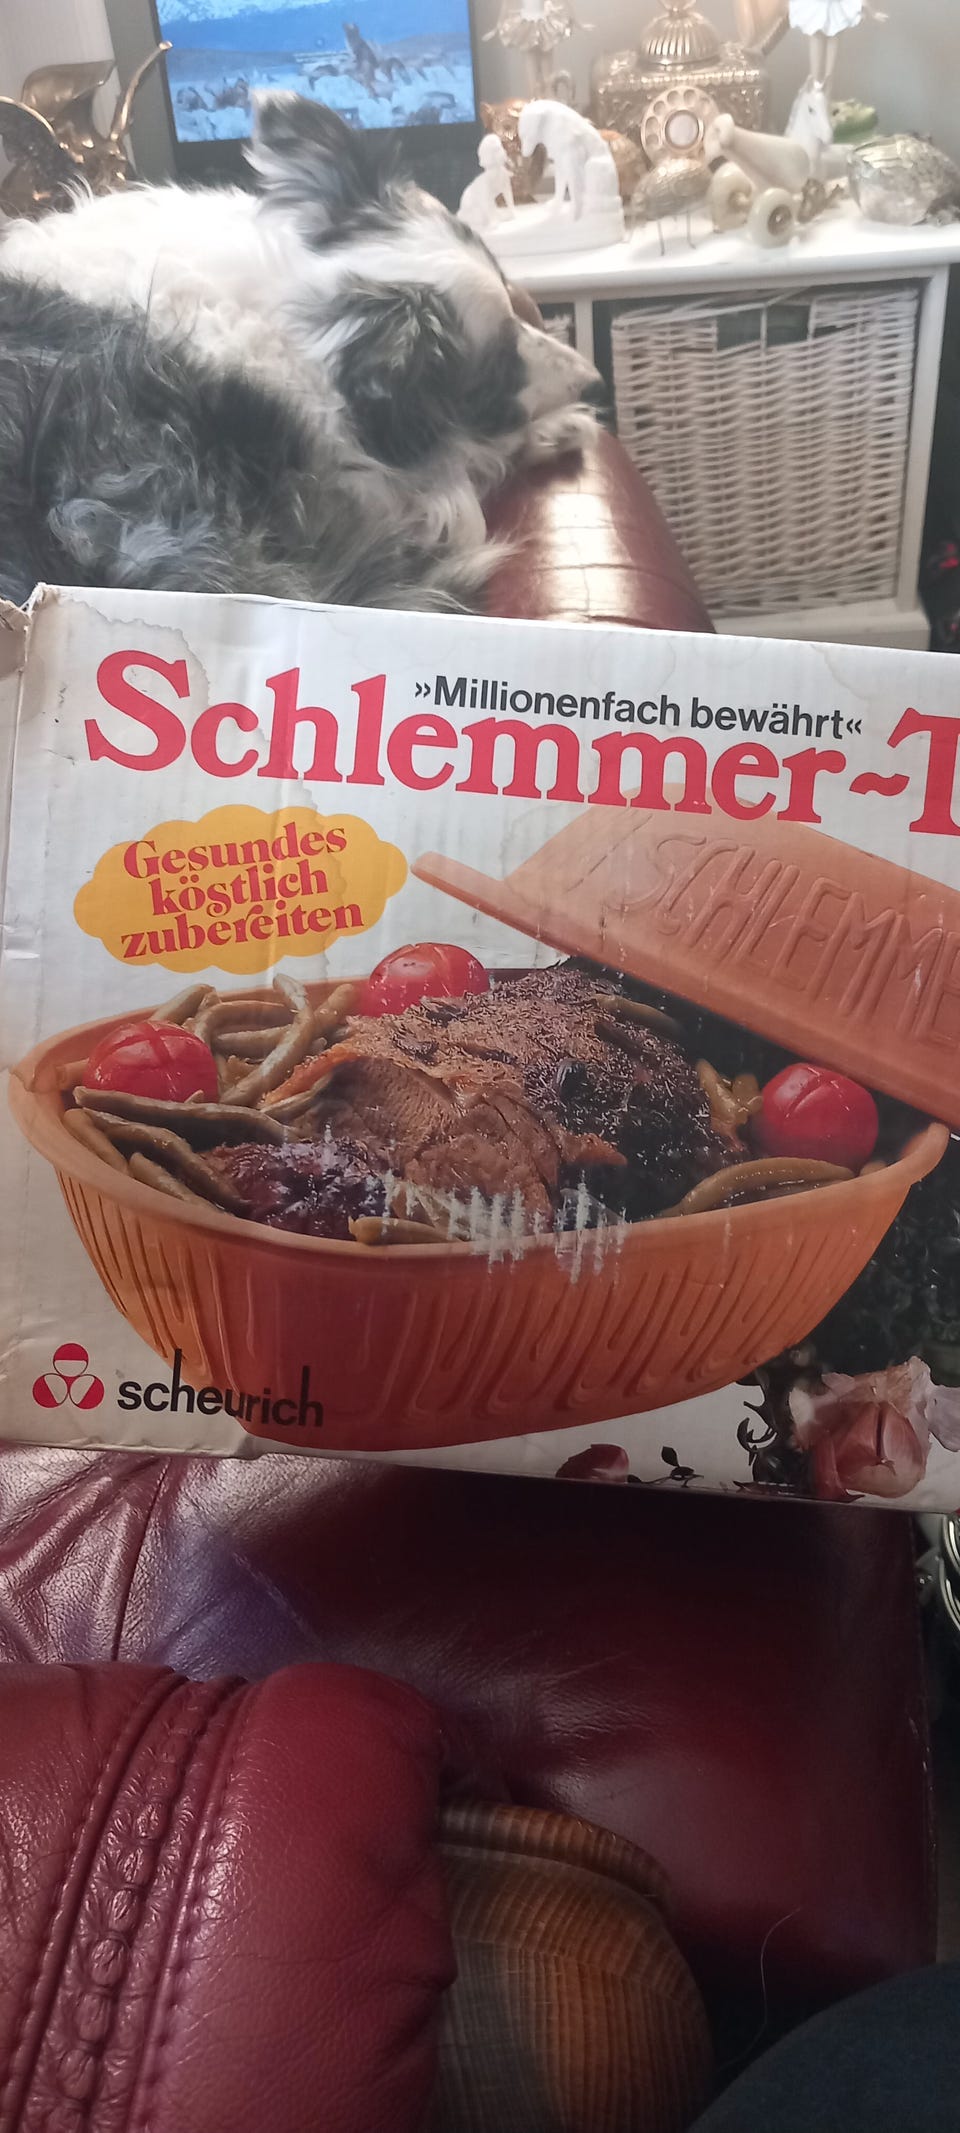 »Millionenfach bewährt«
Schlemmer-T
Gesundes
köstlich
zubereiten
SCHLEMME
scheurich